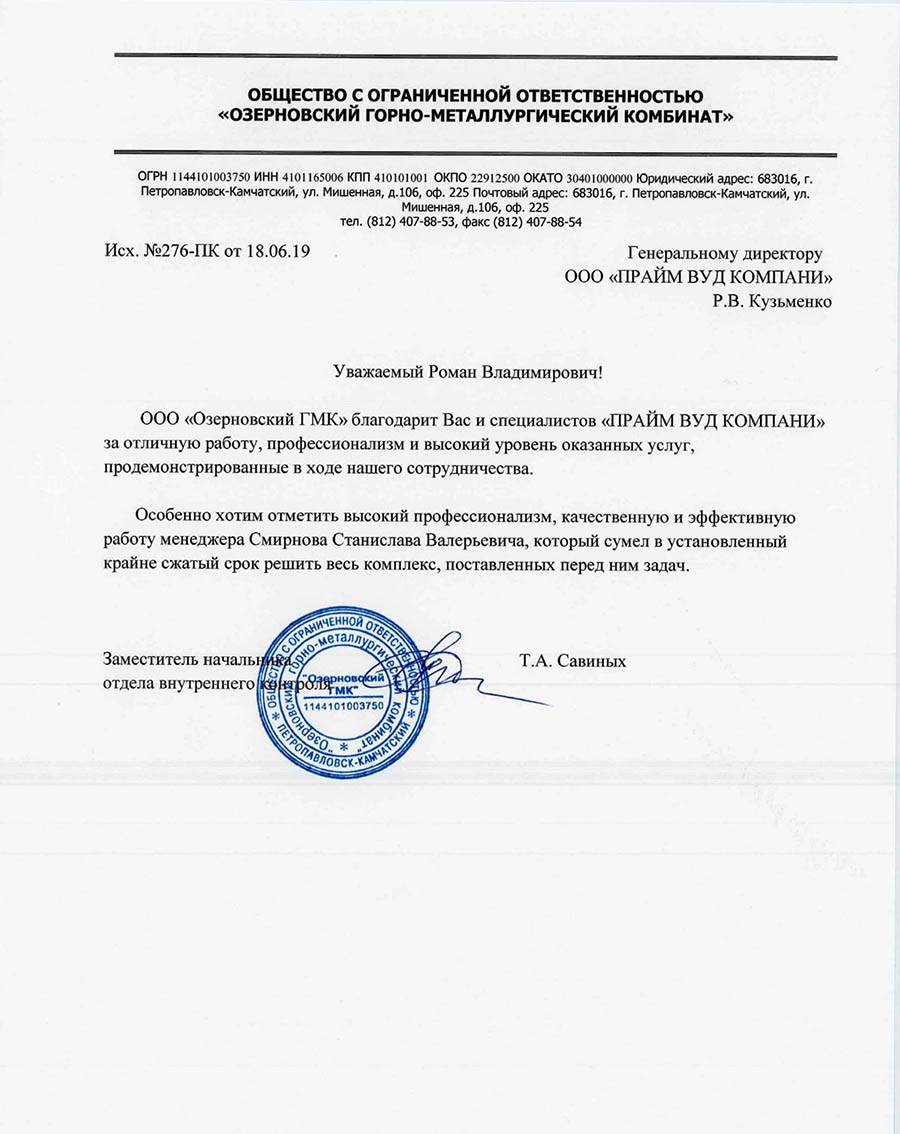 ОБЩЕСТВО С ОГРАНИЧЕННОЙ ОТВЕТСТВЕННОСТЬЮ
«ОЗЕРНОВСКИЙ ГОРНО-МЕТАЛЛУРГИЧЕСКИЙ КОМБИНАТ»
ОГРН 1144101003750 ИНН 4101165006 КПП 410101001 ОКПО 22912500 ОКАТО 30401000000 Юридический адрес: 683016, г.
Петропавловск-Камчатский, ул. Мишенная, д.106, оф. 225 Почтовый адрес: 683016, г. Петропавловск-Камчатский, ул.
Мишенная, д.106, оф. 225
тел. (812) 407-88-53, факс (812) 407-88-54
Исх. №276-ПК от 18.06.19
Генеральному директору
ООО «ПРАЙМ ВУД КОМПАНИ»
Р.В. Кузьменко
Уважаемый Роман Владимирович!
ООО «Озерновский ГМК» благодарит Вас и специалистов «ПРАЙМ ВУД КОМПАНИ»
за отличную работу, профессионализм и высокий уровень оказанных услуг,
продемонстрированные в ходе нашего сотрудничества.
Особенно хотим отметить высокий профессионализм, качественную и эффективную
работу менеджера Смирнова Станислава Валерьевича, который сумел в установленный
крайне сжатый срок решить весь комплекс, поставленных перед ним задач.
Заместитель начальника
отдела внутреннего контроля
Т.А. Савиных
ОБЩЕСТВО С ОГРАНИЧЕННОЙ ОТВЕТСТВЕННОСТЬЮ
* ПЕТРОПАВЛОВСК-КАМЧАТСКИЙ *
"Озерновский горно-металлургический комбинат" *
"Озерновский
ГМК"
1144101003750